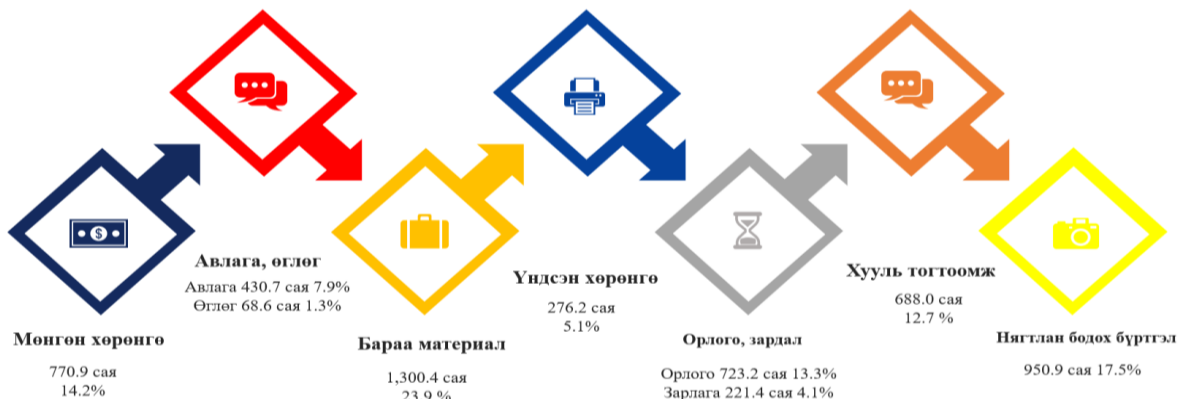 Мөнгөн хөрөнгө
770.9 сая
14.2%
Авлага, өглөг
Авлага 430.7 сая 7.9%
Өглөг 68.6 сая 1.3%
Бараа материал
1,300.4 сая
23.9 %
Үндсэн хөрөнгө
276.2 сая
5.1%
Орлого, зардал
Орлого 723.2 сая 13.3%
Зарлага 221.4 сая 4.1%
Хууль тогтоомж
688.0 сая
12.7 %
Нягтлан бодох бүртгэл
950.9 сая 17.5%